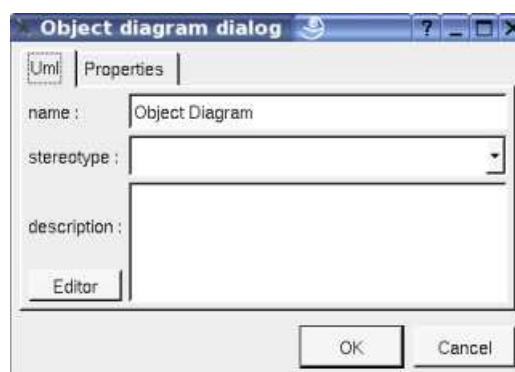 Object diagram dialog ? _
Uml Properties
name : Object Diagram
stereotype :
description :
Editor
OK Cancel